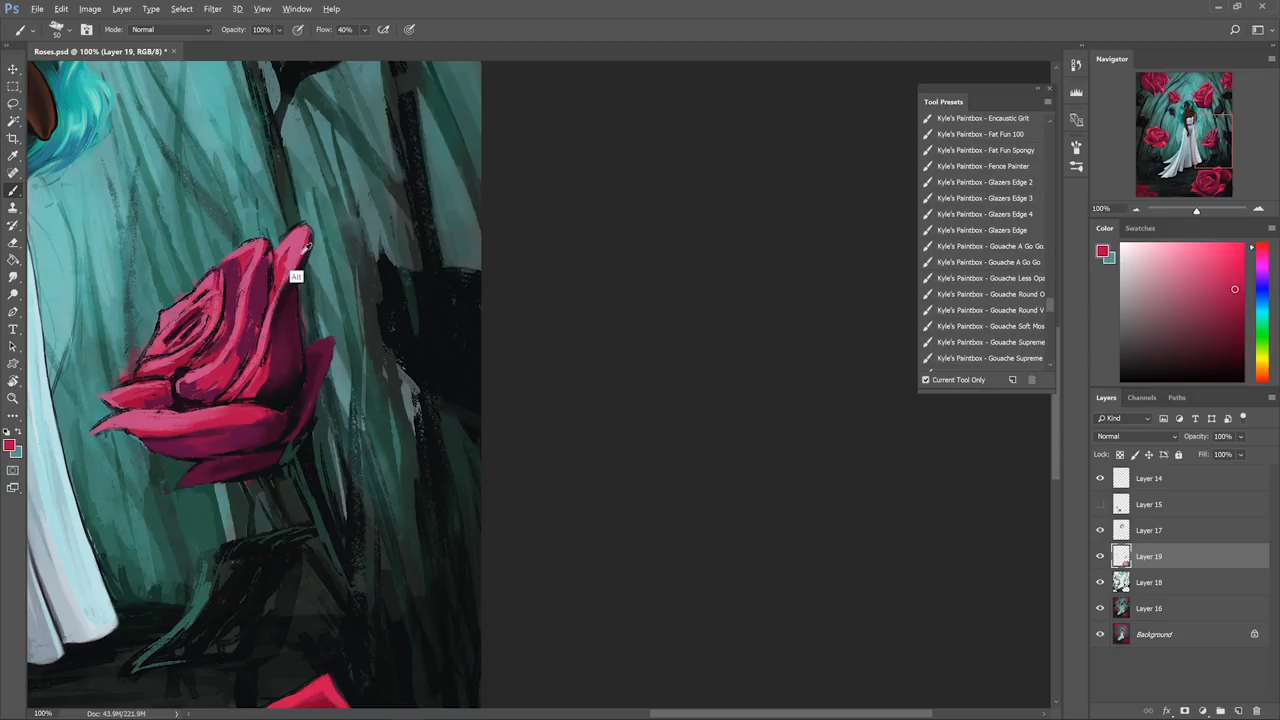 Ps File Edit Image Layer Type Select Filter 3D View Window Help
50 Mode: Normal Opacity: 100% Flow: 40%
Roses.psd @ 100% (Layer 19, RGB/8) * ×
Alt
Tool Presets
Kyle's Paintbox - Encaustic Grit
Kyle's Paintbox - Fat Fun 100
Kyle's Paintbox - Fat Fun Spongy
Kyle's Paintbox - Fence Painter
Kyle's Paintbox - Glazers Edge 2
Kyle's Paintbox - Glazers Edge 3
Kyle's Paintbox - Glazers Edge 4
Kyle's Paintbox - Glazers Edge
Kyle's Paintbox - Gouache A Go Go.
Kyle's Paintbox - Gouache A Go Go
Kyle's Paintbox - Gouache Less Opa
Kyle's Paintbox - Gouache Round O
Kyle's Paintbox - Gouache Round V
Kyle's Paintbox - Gouache Soft Mos
Kyle's Paintbox - Gouache Supreme
Kyle's Paintbox - Gouache Supreme
Current Tool Only
Navigator
100%
Color Swatches
Layers Channels Paths
Kind
Normal Opacity: 100%
Lock: Fill: 100%
Layer 14
Layer 15
Layer 17
Layer 19
Layer 18
Layer 16
Background
fx
100% Doc: 43.9M/221.9M